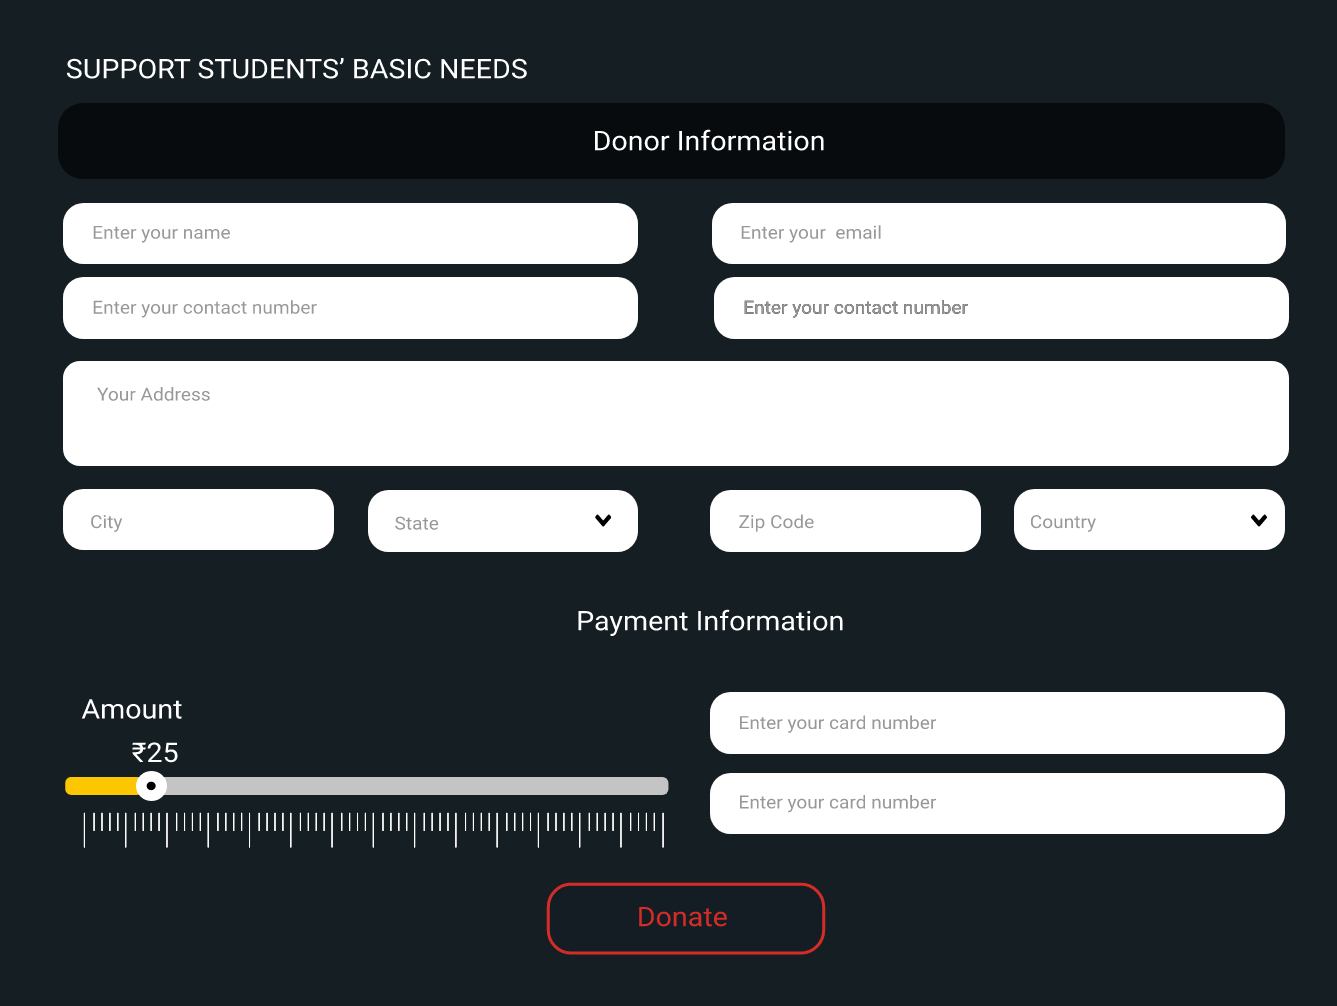 SUPPORT STUDENTS’ BASIC NEEDS
Donor Information
Enter your name
Enter your  email
Enter your contact number
Enter your contact number
Your Address
City
State
Zip Code
Country
Payment Information
Amount
₹25
Enter your card number
Enter your card number
Donate